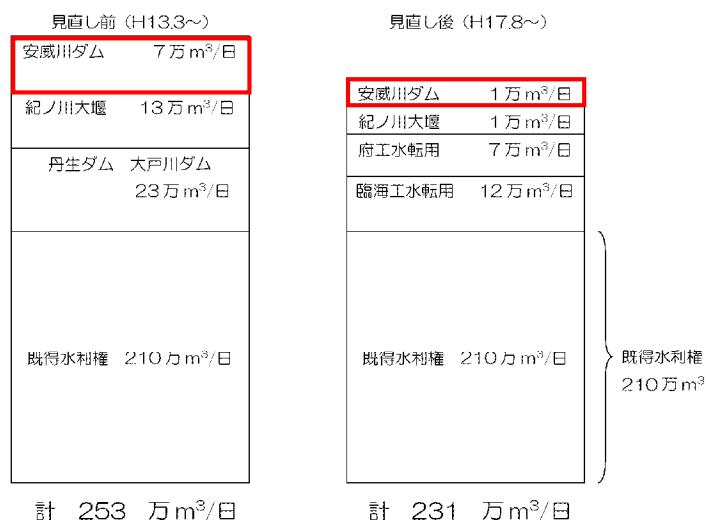 見直し前（H13.3～）
安威川ダム 7万m³/日
紀ノ川大堰 13万m³/日
丹生ダム 大戸川ダム
23万m³/日
既得水利権 210万m³/日
計 253 万m³/日
見直し後（H17.8～）
安威川ダム 1万m³/日
紀ノ川大堰 1万m³/日
府工水転用 7万m³/日
臨海工水転用 12万m³/日
既得水利権 210万m³/日
計 231 万m³/日
既得水利権
210万m³